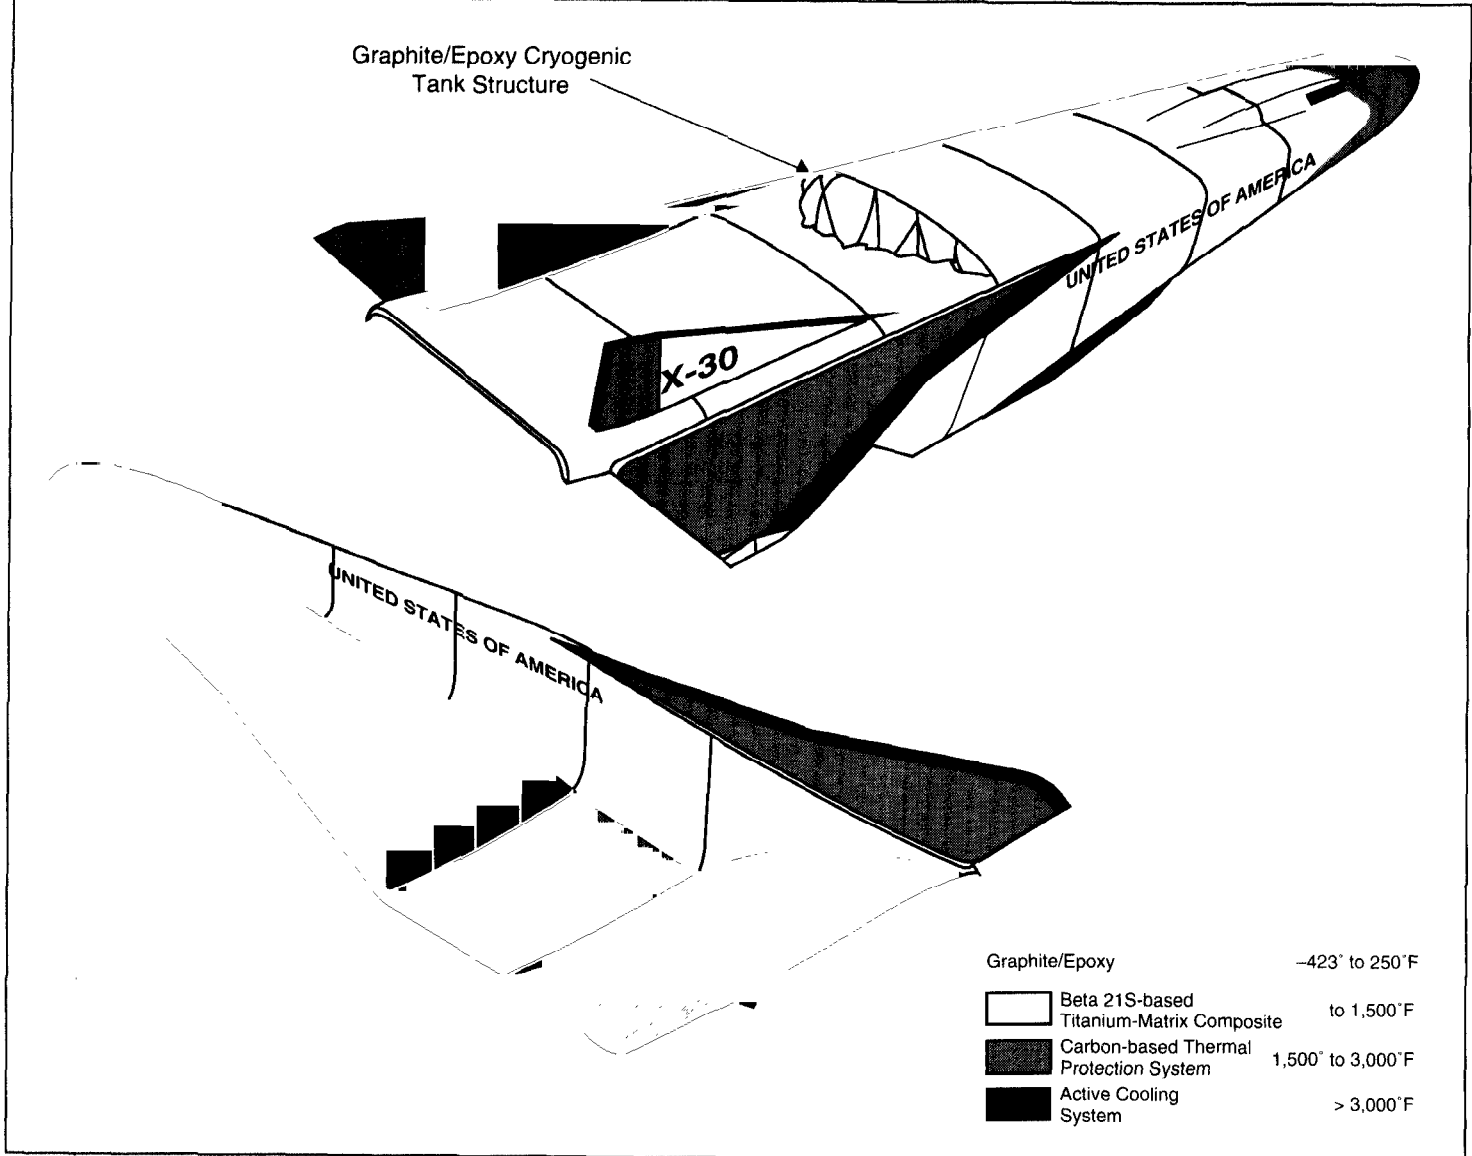 Graphite/Epoxy Cryogenic
Tank Structure
UNITED STATES OF AMERICA
X-30
UNITED STATES OF AMERICA
Graphite/Epoxy –423° to 250°F
Beta 21S-based
Titanium-Matrix Composite to 1,500°F
Carbon-based Thermal
Protection System 1,500° to 3,000°F
Active Cooling
System > 3,000°F